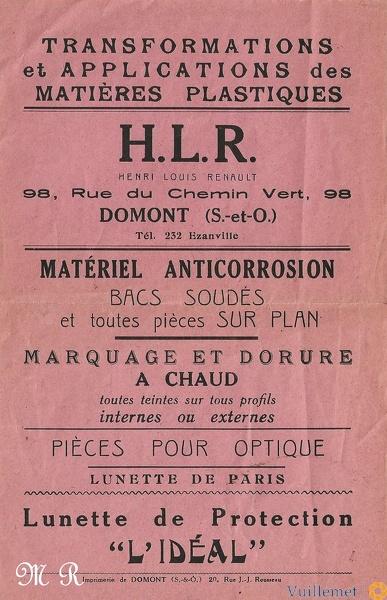 TRANSFORMATIONS
et APPLICATIONS des
MATIÈRES PLASTIQUES
H.L.R.
HENRI LOUIS RENAULT
98, Rue du Chemin Vert, 98
DOMONT (S.-et-O.)
Tél. 232 Ezanville
MATÉRIEL ANTICORROSION
BACS SOUDÉS
et toutes pièces SUR PLAN
MARQUAGE ET DORURE
A CHAUD
toutes teintes sur tous profils
internes ou externes
PIÈCES POUR OPTIQUE
LUNETTE DE PARIS
Lunette de Protection
"L'IDÉAL"
M R
Imprimerie de DOMONT (S.-&-O.) 20, Rue J.-J. Rousseau
Vuillemet